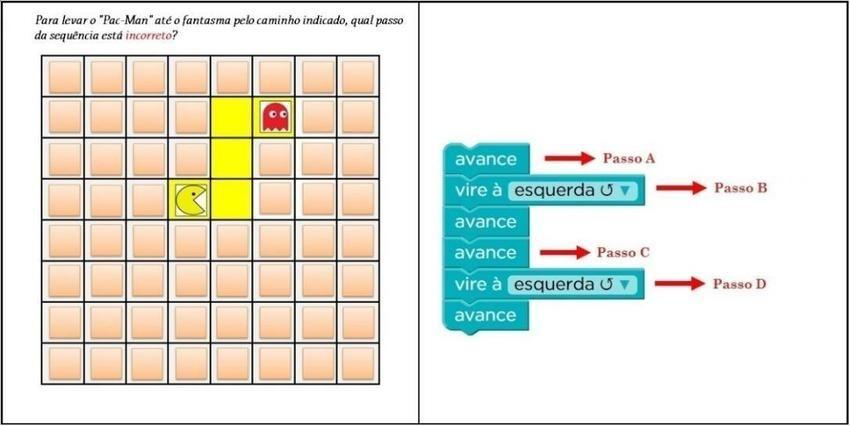 Para levar o "Pac-Man" até o fantasma pelo caminho indicado, qual passo
da sequência está incorreto?
avance
Passo A
vire à esquerda ↺ ▼
Passo B
avance
avance
Passo C
vire à esquerda ↺ ▼
Passo D
avance